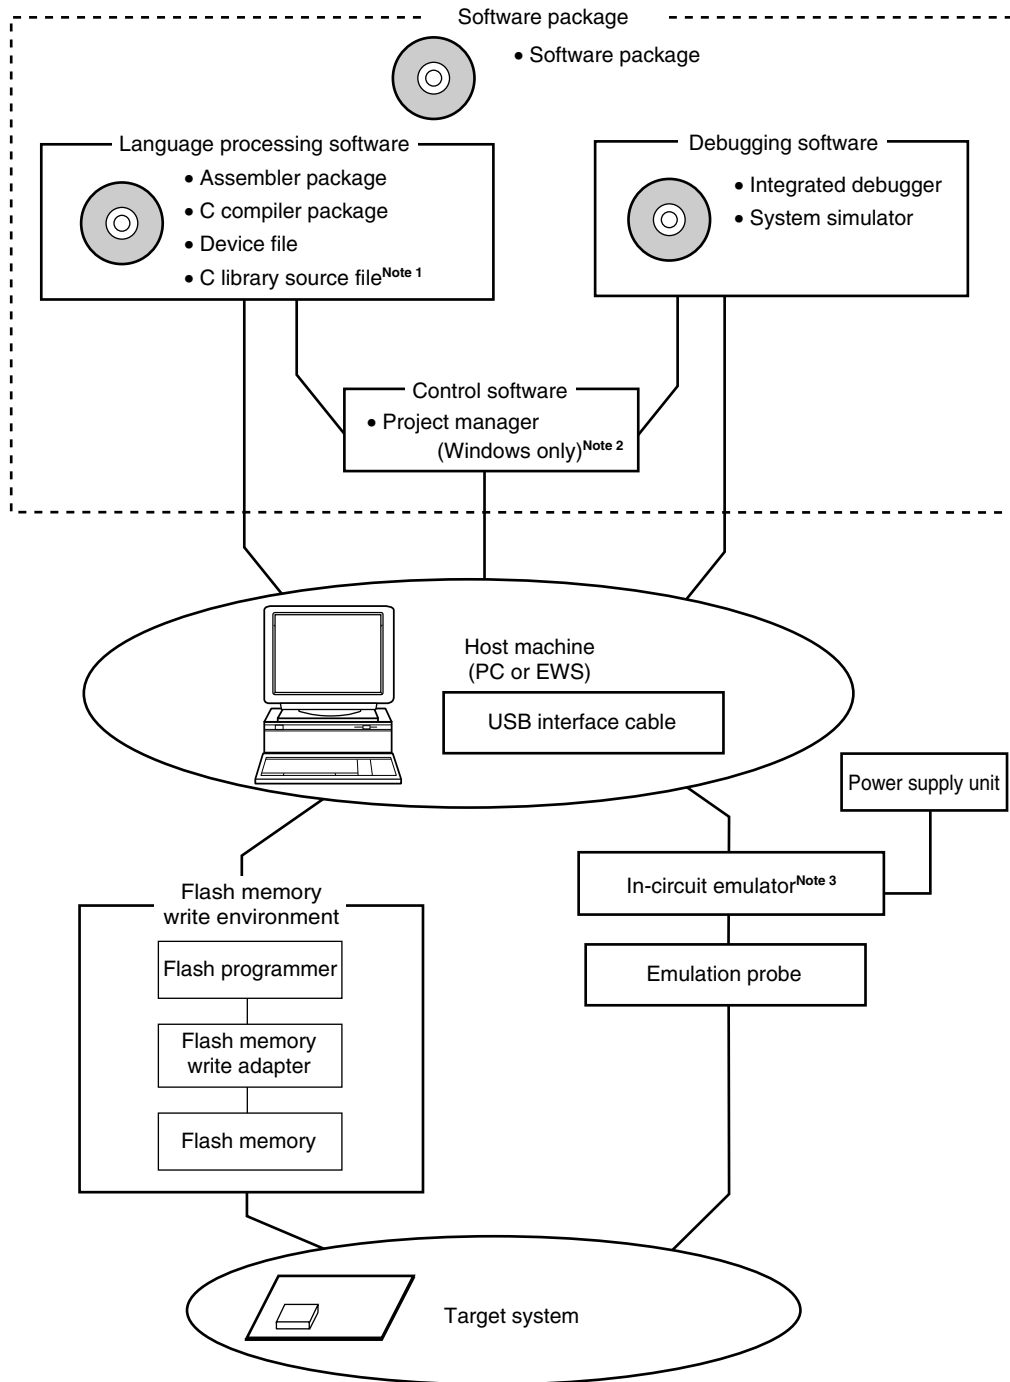 Software package
• Software package
Language processing software
• Assembler package
• C compiler package
• Device file
• C library source fileNote 1
Debugging software
• Integrated debugger
• System simulator
Control software
• Project manager
(Windows only)Note 2
Host machine
(PC or EWS)
USB interface cable
Power supply unit
In-circuit emulatorNote 3
Emulation probe
Flash memory
write environment
Flash programmer
Flash memory
write adapter
Flash memory
Target system